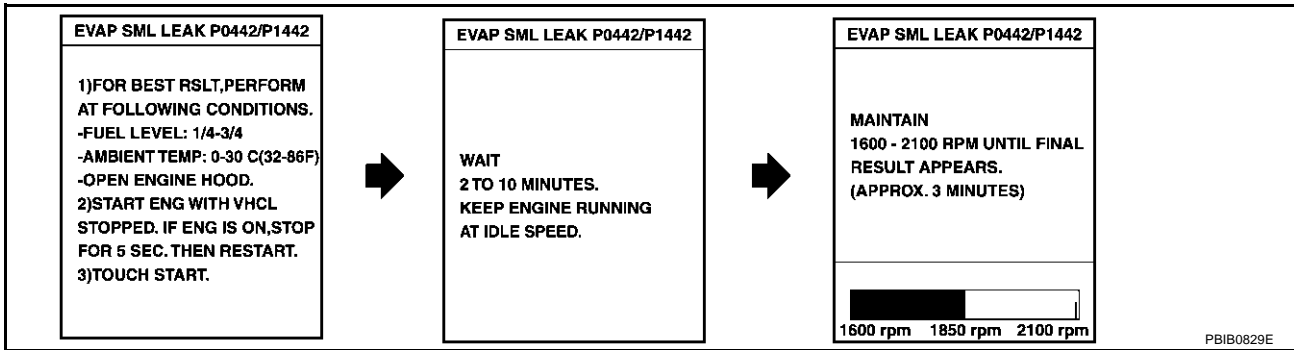 EVAP SML LEAK P0442/P1442
1)FOR BEST RSLT,PERFORM
AT FOLLOWING CONDITIONS.
-FUEL LEVEL: 1/4-3/4
-AMBIENT TEMP: 0-30 C(32-86F)
-OPEN ENGINE HOOD.
2)START ENG WITH VHCL
STOPPED. IF ENG IS ON,STOP
FOR 5 SEC. THEN RESTART.
3)TOUCH START.
EVAP SML LEAK P0442/P1442
WAIT
2 TO 10 MINUTES.
KEEP ENGINE RUNNING
AT IDLE SPEED.
EVAP SML LEAK P0442/P1442
MAINTAIN
1600 - 2100 RPM UNTIL FINAL
RESULT APPEARS.
(APPROX. 3 MINUTES)
1600 rpm 1850 rpm 2100 rpm
PBIB0829E